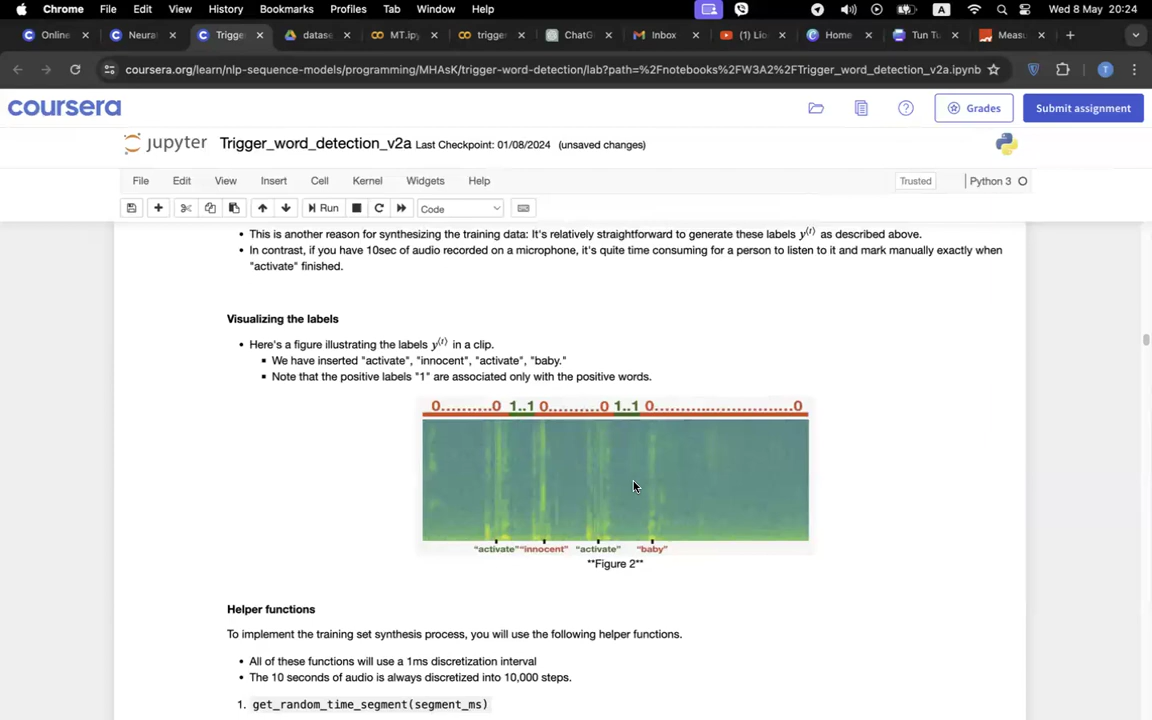 Chrome File Edit View History Bookmarks Profiles Tab Window Help A Wed 8 May 20:24
Online Neura Trigge datase MT.ipy trigger ChatG Inbox (1) Lio Home Tun Tu Measu
coursera.org/learn/nlp-sequence-models/programming/MHAsK/trigger-word-detection/lab?path=%2Fnotebooks%2FW3A2%2FTrigger_word_detection_v2a.ipynb T
coursera Grades Submit assignment
jupyter Trigger_word_detection_v2a Last Checkpoint: 01/08/2024 (unsaved changes)
File Edit View Insert Cell Kernel Widgets Help Trusted Python 3
Run Code
• This is another reason for synthesizing the training data: It's relatively straightforward to generate these labels y⟨t⟩ as described above.
• In contrast, if you have 10sec of audio recorded on a microphone, it's quite time consuming for a person to listen to it and mark manually exactly when
"activate" finished.
Visualizing the labels
• Here's a figure illustrating the labels y⟨t⟩ in a clip.
▪ We have inserted "activate", "innocent", "activate", "baby."
▪ Note that the positive labels "1" are associated only with the positive words.
0.........0 1..1 0.........0 1..1 0......................0
"activate" "innocent" "activate" "baby"
**Figure 2**
Helper functions
To implement the training set synthesis process, you will use the following helper functions.
• All of these functions will use a 1ms discretization interval
• The 10 seconds of audio is always discretized into 10,000 steps.
1. get_random_time_segment(segment_ms)